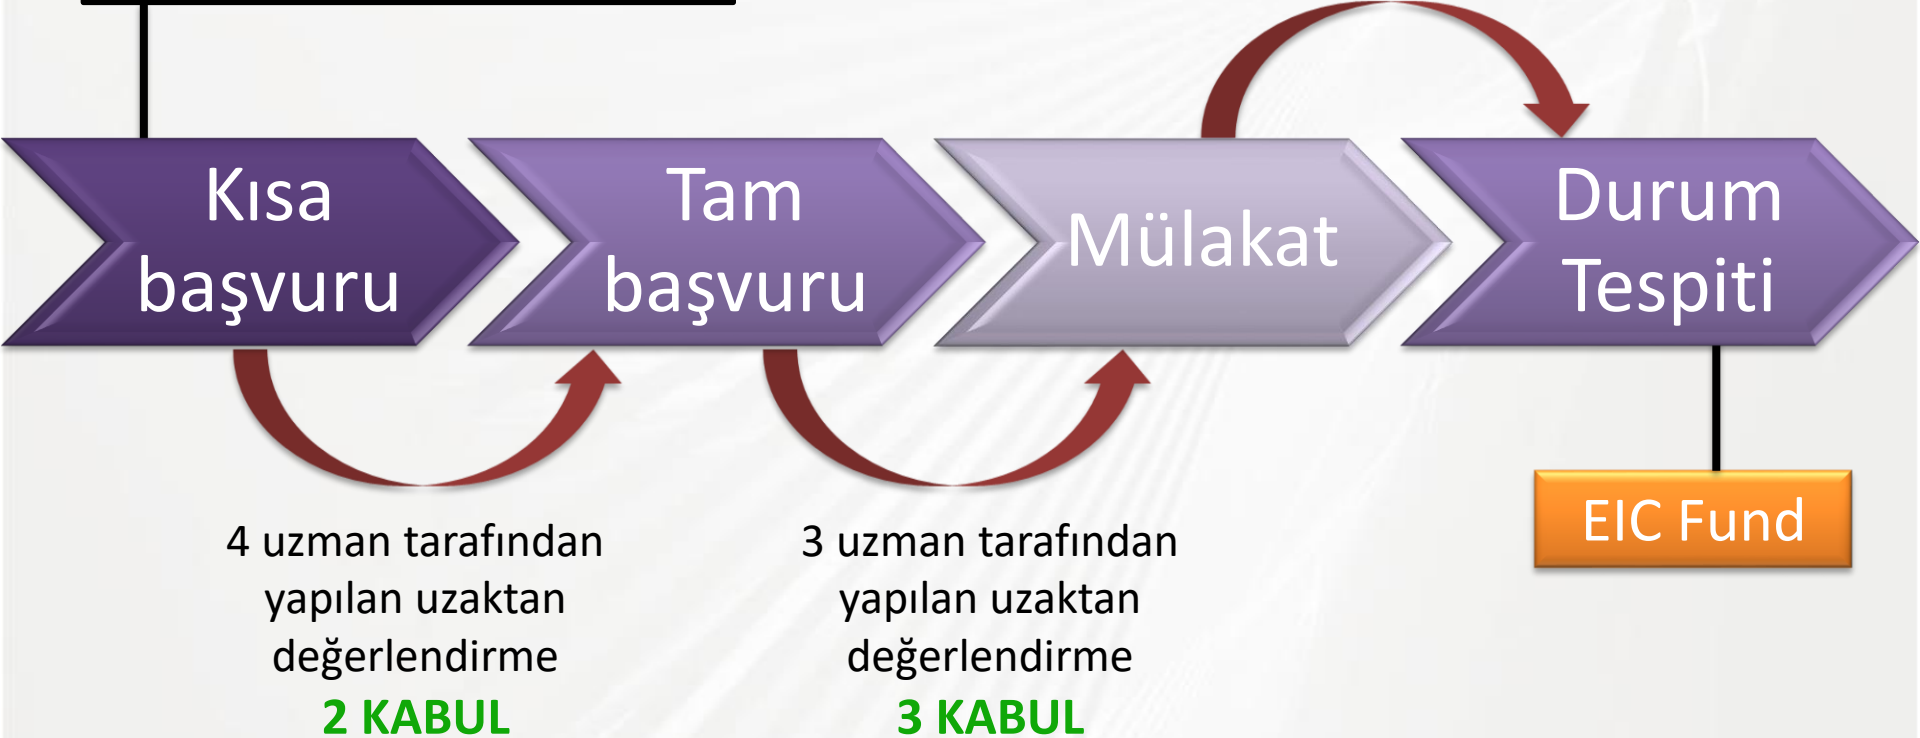 Kısa
başvuru
Tam
başvuru
Mülakat
Durum
Tespiti
4 uzman tarafından
yapılan uzaktan
değerlendirme
2 KABUL
3 uzman tarafından
yapılan uzaktan
değerlendirme
3 KABUL
EIC Fund